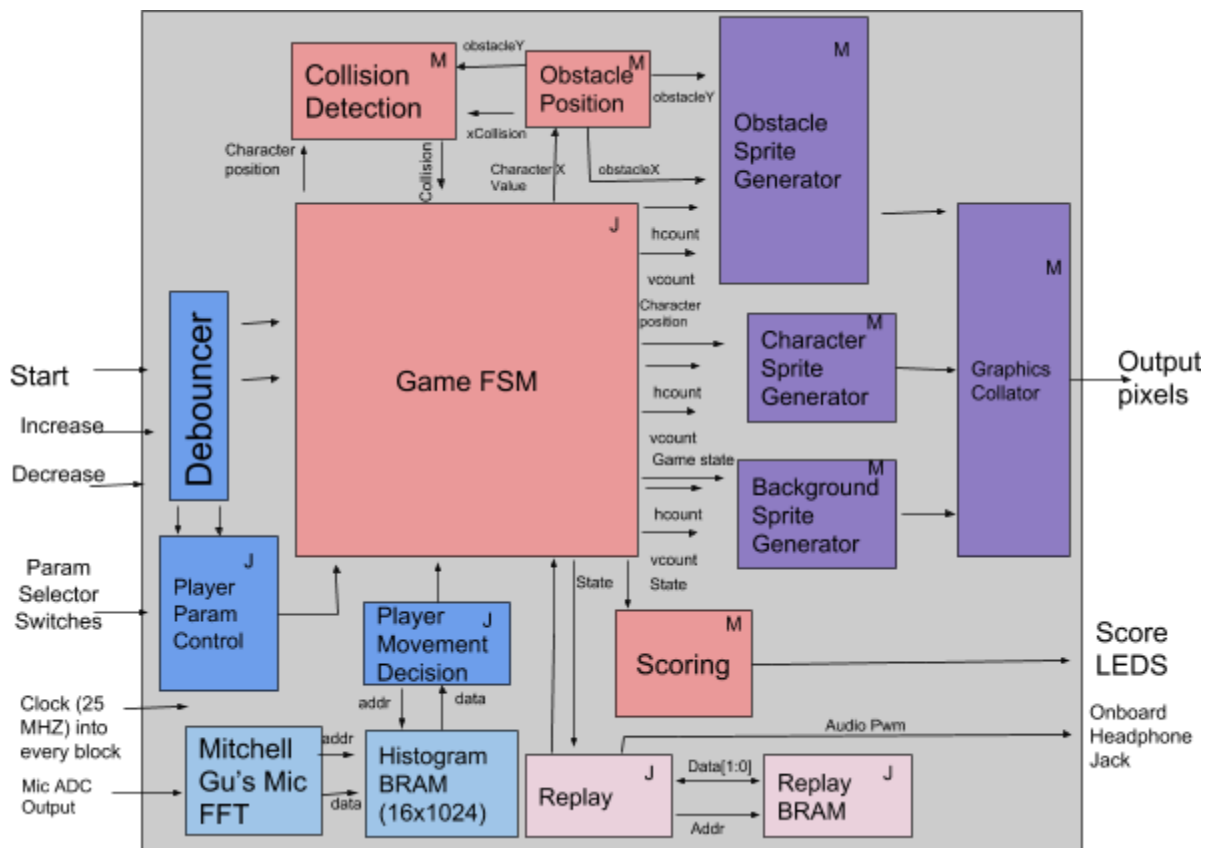 obstacleY
M
Collision
Detection
M
Obstacle
Position
obstacleY
xCollision
Character
position
Collision
Character X
Value
obstacleX
M
Obstacle
Sprite
Generator
J
hcount
vcount
Character
position
Game FSM
hcount
vcount
Game state
hcount
vcount
M
Character
Sprite
Generator
M
Background
Sprite
Generator
M
Graphics
Collator
Output
pixels
Start
Increase
Decrease
Debouncer
Param
Selector
Switches
J
Player
Param
Control
J
Player
Movement
Decision
State
State
M
Scoring
Score
LEDS
Clock (25
MHZ) into
every block
addr
data
Mic ADC
Output
Mitchell
Gu's Mic
FFT
addr
data
Histogram
BRAM
(16x1024)
J
Replay
Audio Pwm
Onboard
Headphone
Jack
Data[1:0]
Addr
J
Replay
BRAM